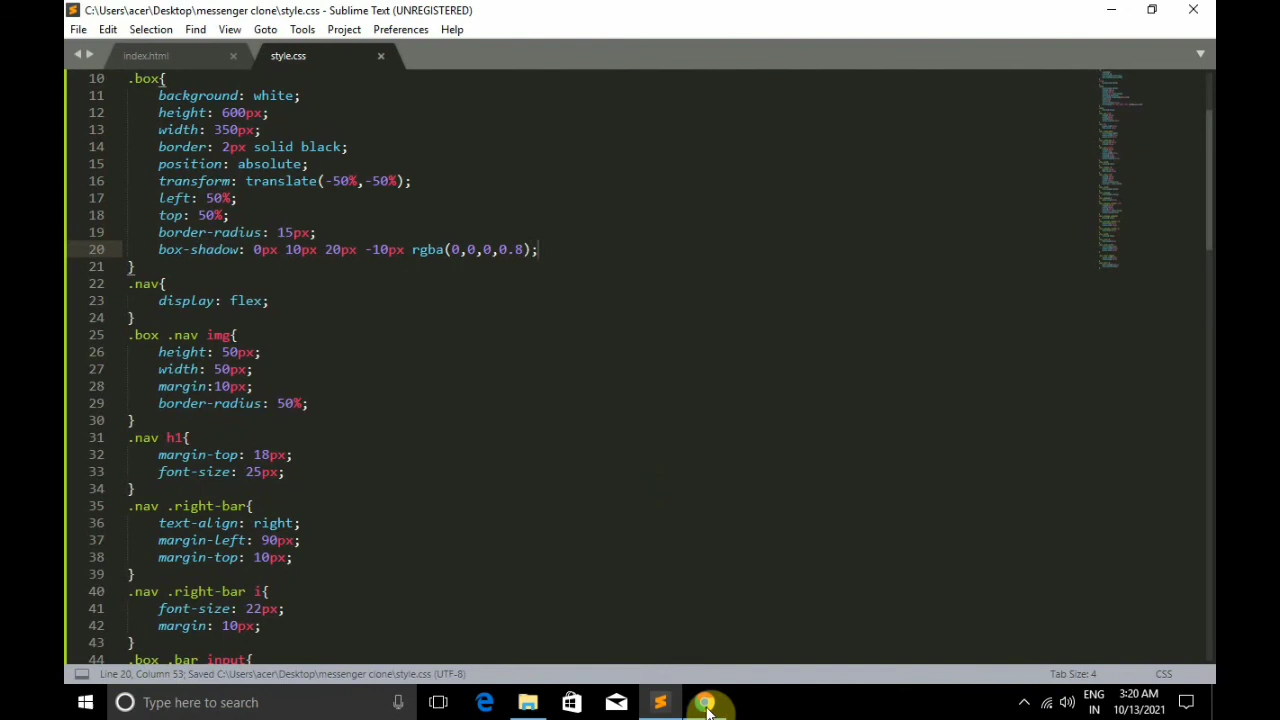 C:\Users\acer\Desktop\messenger clone\style.css - Sublime Text (UNREGISTERED)
File Edit Selection Find View Goto Tools Project Preferences Help
index.html style.css
10 .box{
11 background: white;
12 height: 600px;
13 width: 350px;
14 border: 2px solid black;
15 position: absolute;
16 transform: translate(-50%,-50%);
17 left: 50%;
18 top: 50%;
19 border-radius: 15px;
20 box-shadow: 0px 10px 20px -10px rgba(0,0,0,0.8);
21 }
22 .nav{
23 display: flex;
24 }
25 .box .nav img{
26 height: 50px;
27 width: 50px;
28 margin:10px;
29 border-radius: 50%;
30 }
31 .nav h1{
32 margin-top: 18px;
33 font-size: 25px;
34 }
35 .nav .right-bar{
36 text-align: right;
37 margin-left: 90px;
38 margin-top: 10px;
39 }
40 .nav .right-bar i{
41 font-size: 22px;
42 margin: 10px;
43 }
44 .box .bar input{
Line 20, Column 53; Saved C:\Users\acer\Desktop\messenger clone\style.css (UTF-8) Tab Size: 4 CSS
Type here to search
ENG
IN
3:20 AM
10/13/2021